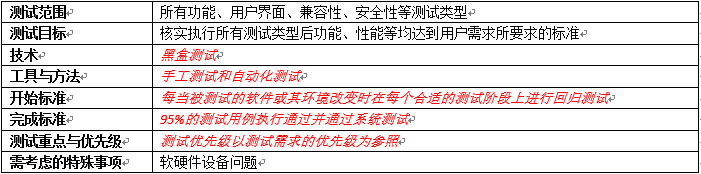 测试范围 所有功能、用户界面、兼容性、安全性等测试类型
测试目标 核实执行所有测试类型后功能、性能等均达到用户需求所要求的标准
技术 黑盒测试
工具与方法 手工测试和自动化测试
开始标准 每当被测试的软件或其环境改变时在每个合适的测试阶段上进行回归测试
完成标准 95%的测试用例执行通过并通过系统测试
测试重点与优先级 测试优先级以测试需求的优先级为参照
需考虑的特殊事项 软硬件设备问题